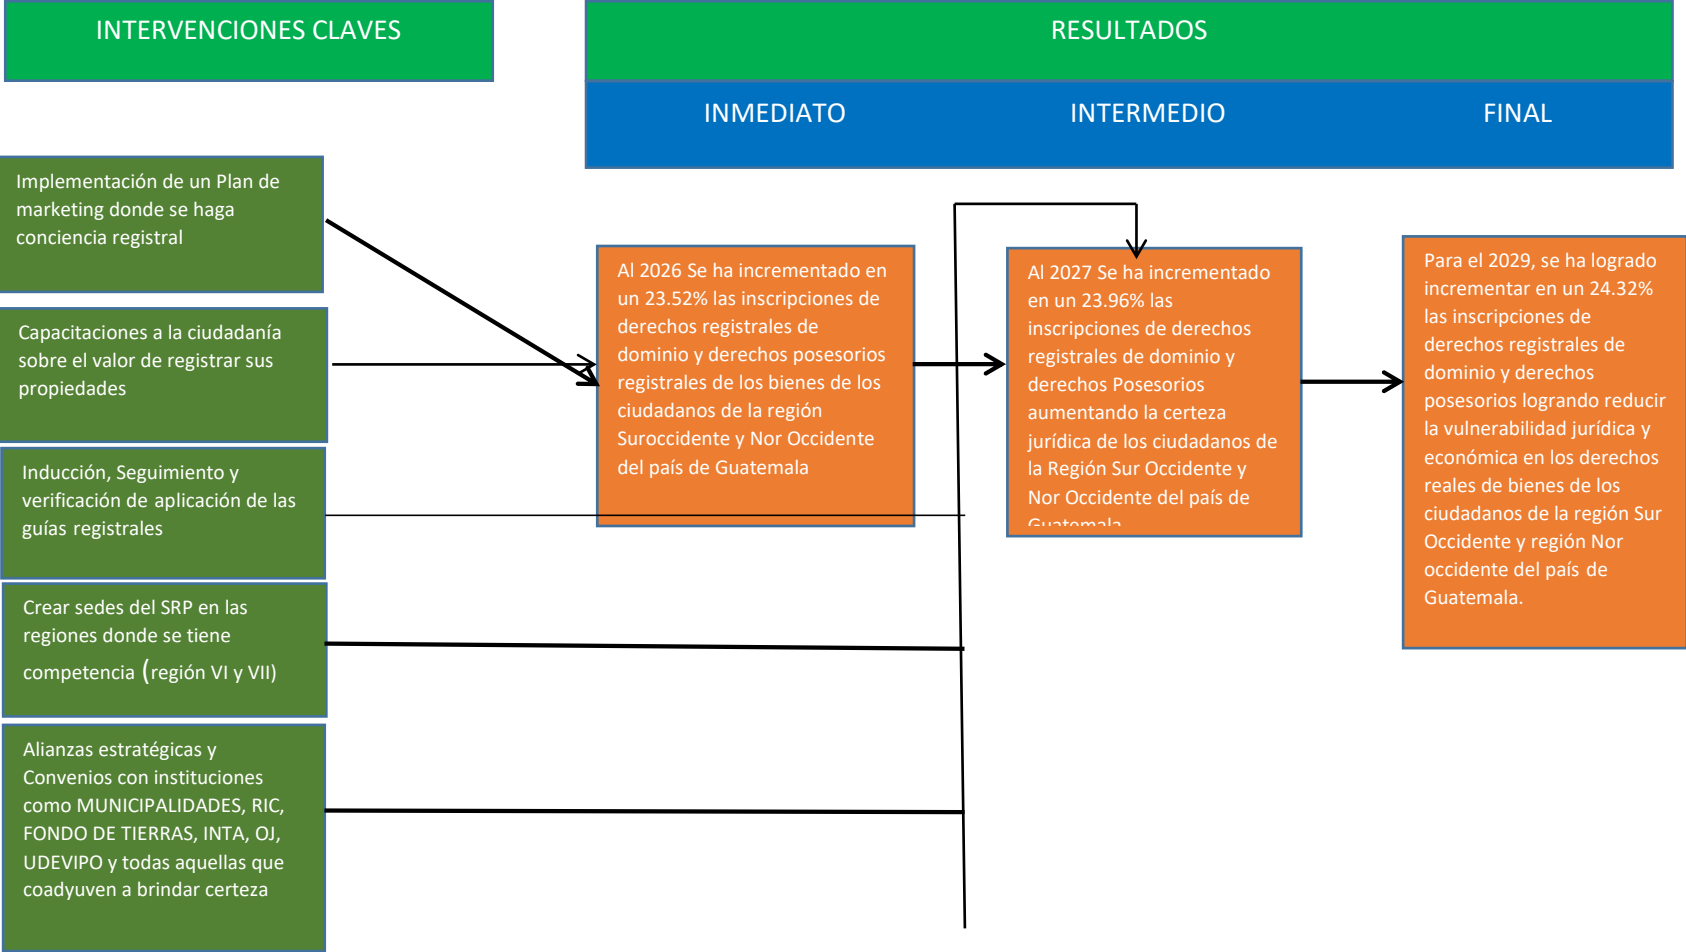 INTERVENCIONES CLAVES
RESULTADOS
INMEDIATO
INTERMEDIO
FINAL
Implementación de un Plan de
marketing donde se haga
conciencia registral
Capacitaciones a la ciudadanía
sobre el valor de registrar sus
propiedades
Inducción, Seguimiento y
verificación de aplicación de las
guías registrales
Crear sedes del SRP en las
regiones donde se tiene
competencia (región VI y VII)
Alianzas estratégicas y
Convenios con instituciones
como MUNICIPALIDADES, RIC,
FONDO DE TIERRAS, INTA, OJ,
UDEVIPO y todas aquellas que
coadyuven a brindar certeza
Al 2026 Se ha incrementado en
un 23.52% las inscripciones de
derechos registrales de
dominio y derechos posesorios
registrales de los bienes de los
ciudadanos de la región
Suroccidente y Nor Occidente
del país de Guatemala
Al 2027 Se ha incrementado
en un 23.96% las
inscripciones de derechos
registrales de dominio y
derechos Posesorios
aumentando la certeza
jurídica de los ciudadanos de
la Región Sur Occidente y
Nor Occidente del país de
Guatemala
Para el 2029, se ha logrado
incrementar en un 24.32%
las inscripciones de
derechos registrales de
dominio y derechos
posesorios logrando reducir
la vulnerabilidad jurídica y
económica en los derechos
reales de bienes de los
ciudadanos de la región Sur
Occidente y región Nor
occidente del país de
Guatemala.